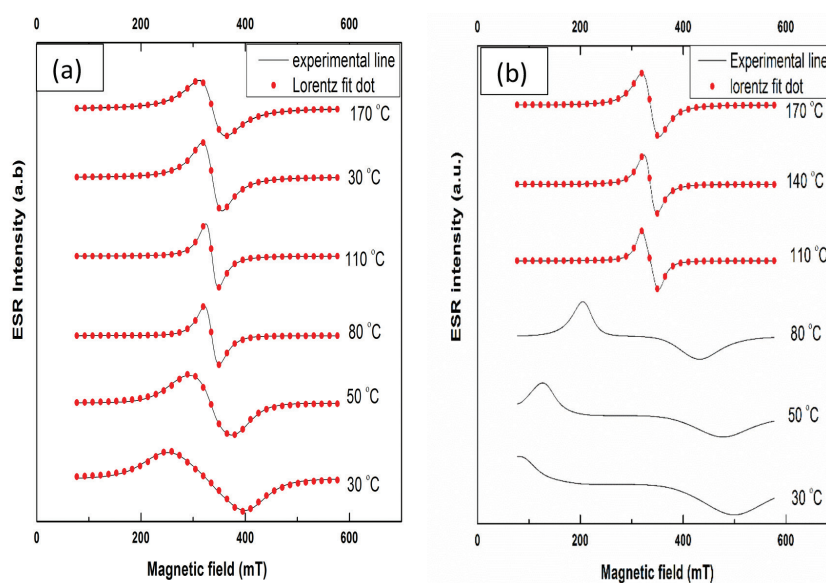 0 200 400 600
(a)
experimental line
Lorentz fit dot
170 °C
30 °C
110 °C
80 °C
50 °C
30 °C
ESR Intensity (a.b)
0 200 400 600
Magnetic field (mT)
0 200 400 600
(b)
Experimental line
lorentz fit dot
170 °C
140 °C
110 °C
80 °C
50 °C
30 °C
ESR intensity (a.u.)
0 200 400 600
Magnetic field (mT)